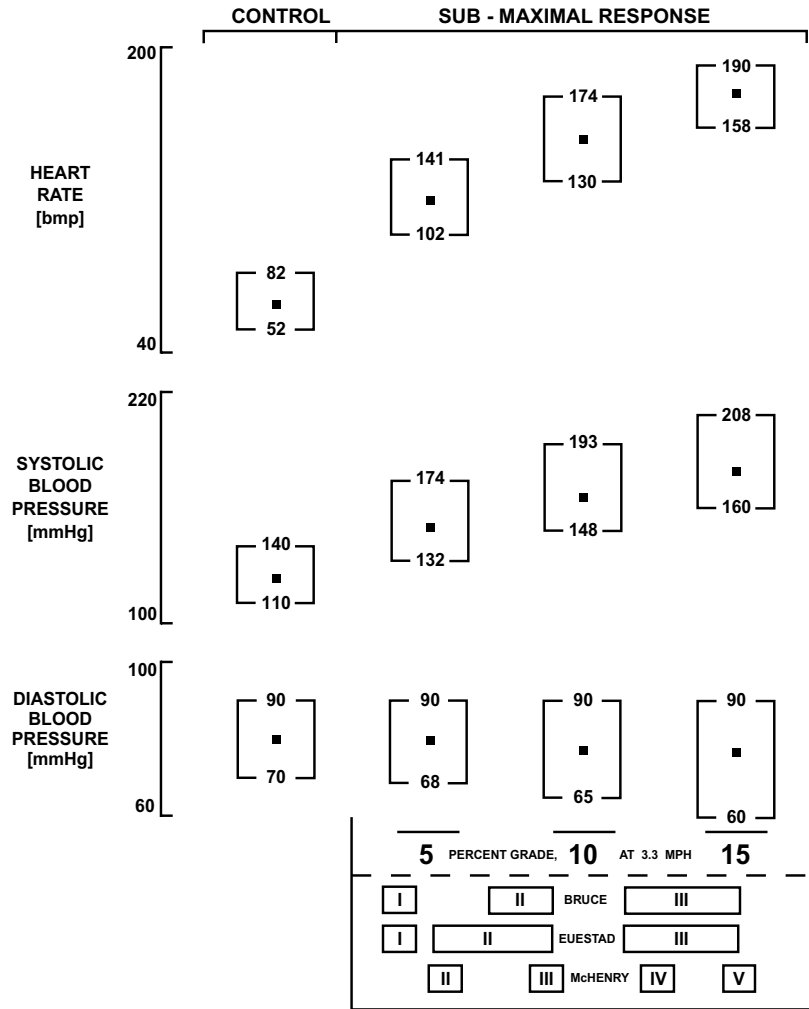 CONTROL SUB - MAXIMAL RESPONSE
200
190
174
158
141
130
HEART
RATE
[bmp]
102
82
52
40
220
208
193
174
160
SYSTOLIC
BLOOD
PRESSURE
[mmHg]
148
140
132
110
100
100
90 90 90 90
DIASTOLIC
BLOOD
PRESSURE
[mmHg]
70
68
65
60 60
5 PERCENT GRADE, 10 AT 3.3 MPH 15
I II BRUCE III
I II EUESTAD III
II III McHENRY IV V